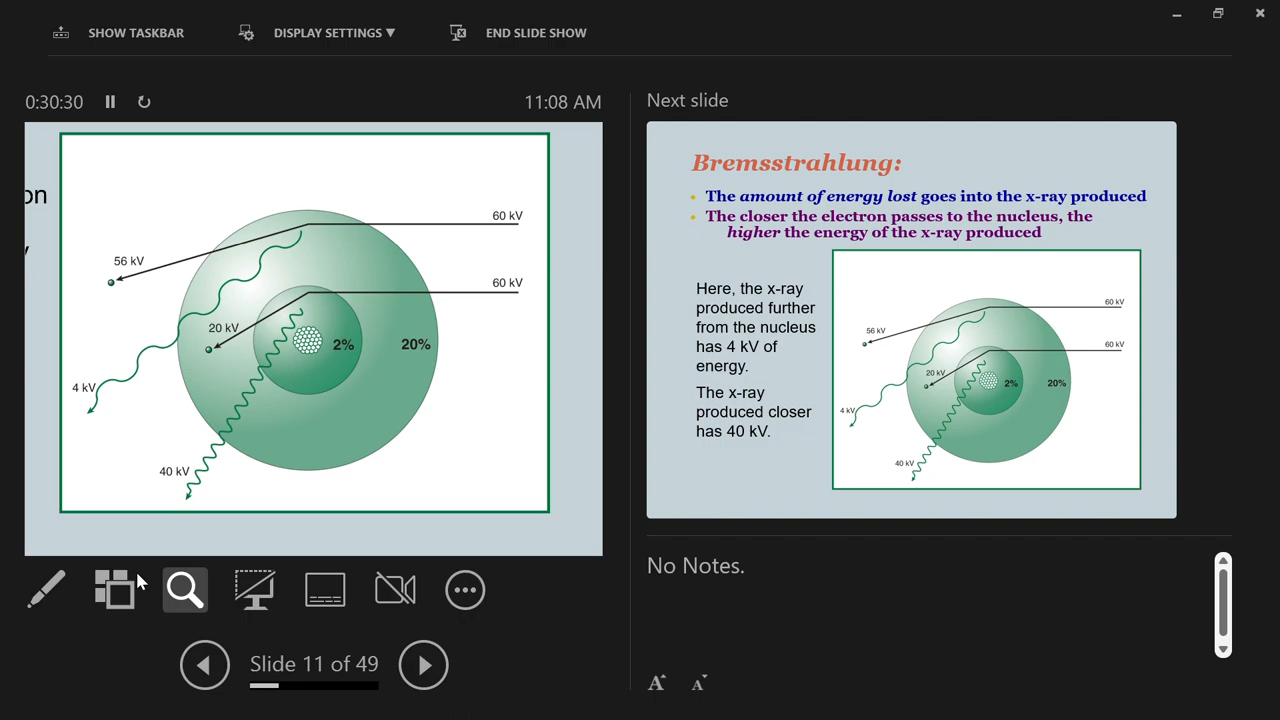 SHOW TASKBAR
DISPLAY SETTINGS ▼
END SLIDE SHOW
0:30:30
11:08 AM
on
60 kV
56 kV
60 kV
20 kV
2%
20%
4 kV
40 kV
Slide 11 of 49
Next slide
Bremsstrahlung:
• The amount of energy lost goes into the x-ray produced
• The closer the electron passes to the nucleus, the
higher the energy of the x-ray produced
Here, the x-ray
produced further
from the nucleus
has 4 kV of
energy.
The x-ray
produced closer
has 40 kV.
60 kV
56 kV
60 kV
20 kV
2%
20%
4 kV
40 kV
No Notes.
A A